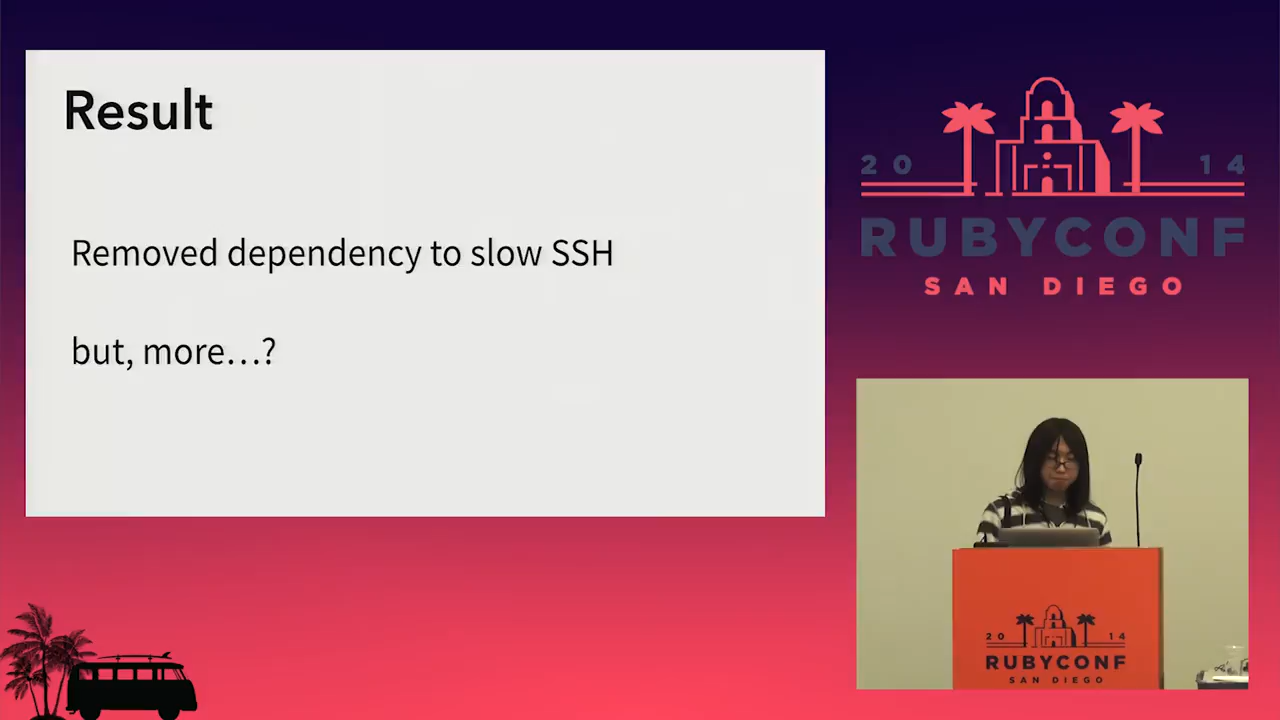 Result
Removed dependency to slow SSH
but, more...?
20 14
RUBYCONF
SAN DIEGO
20 14
RUBYCONF
SAN DIEGO